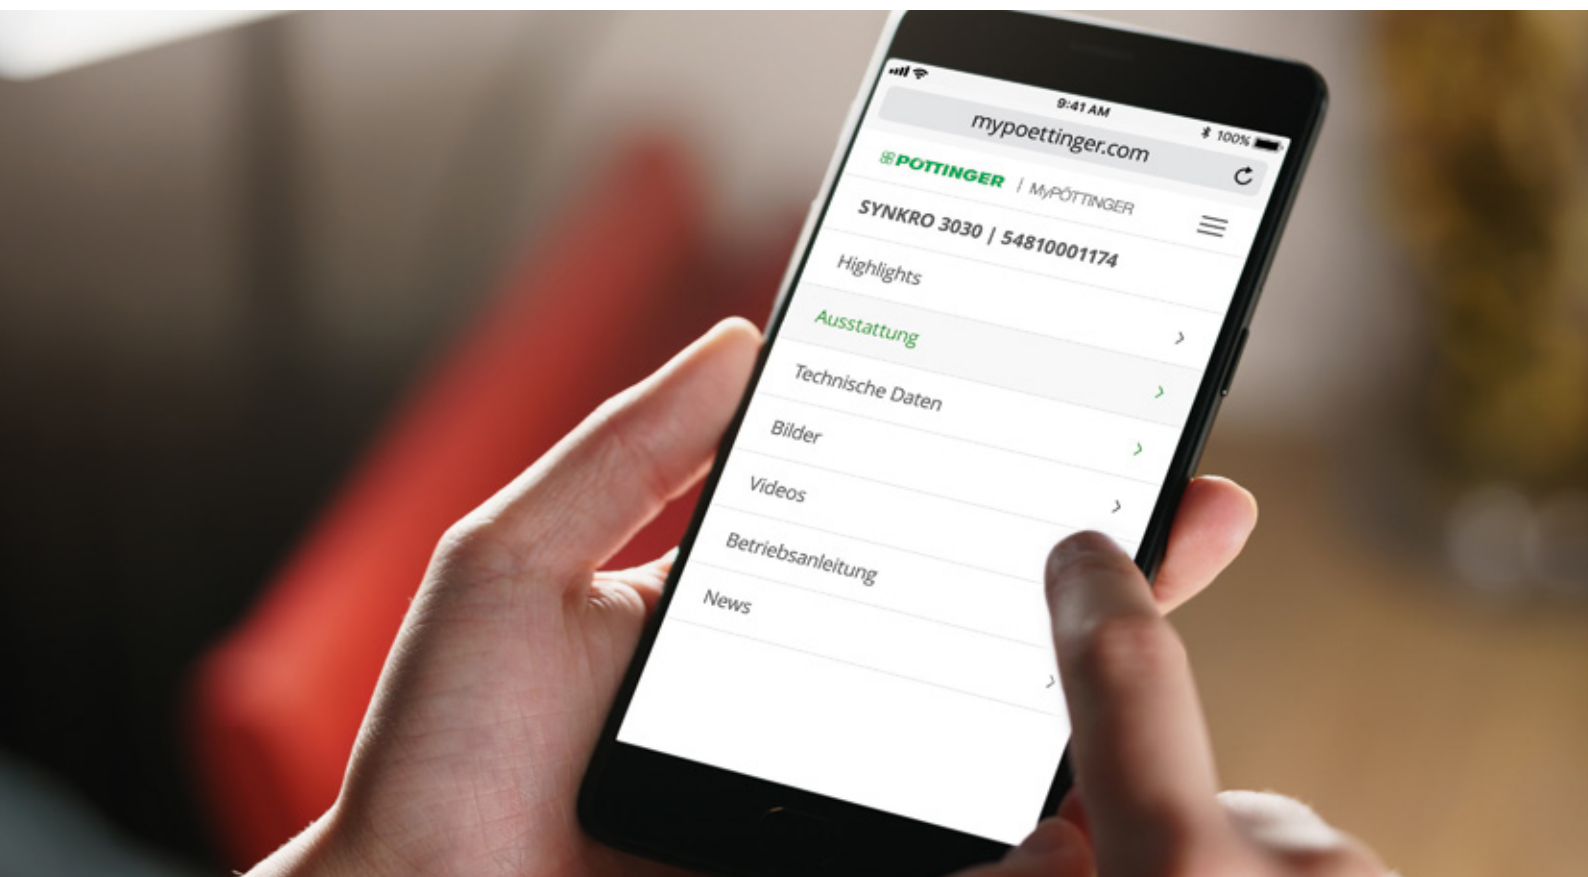 9:41 AM
100%
mypoettinger.com
PÖTTINGER | MyPÖTTINGER
SYNKRO 3030 | 54810001174
Highlights
Ausstattung
Technische Daten
Bilder
Videos
Betriebsanleitung
News